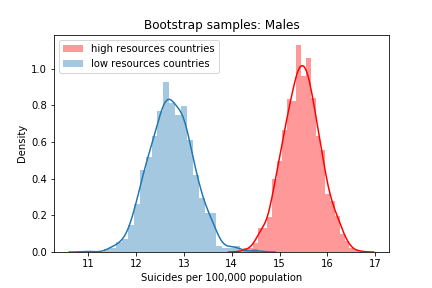 Bootstrap samples: Males
high resources countries
low resources countries
Density
1.0
0.8
0.6
0.4
0.2
0.0
11 12 13 14 15 16 17
Suicides per 100,000 population